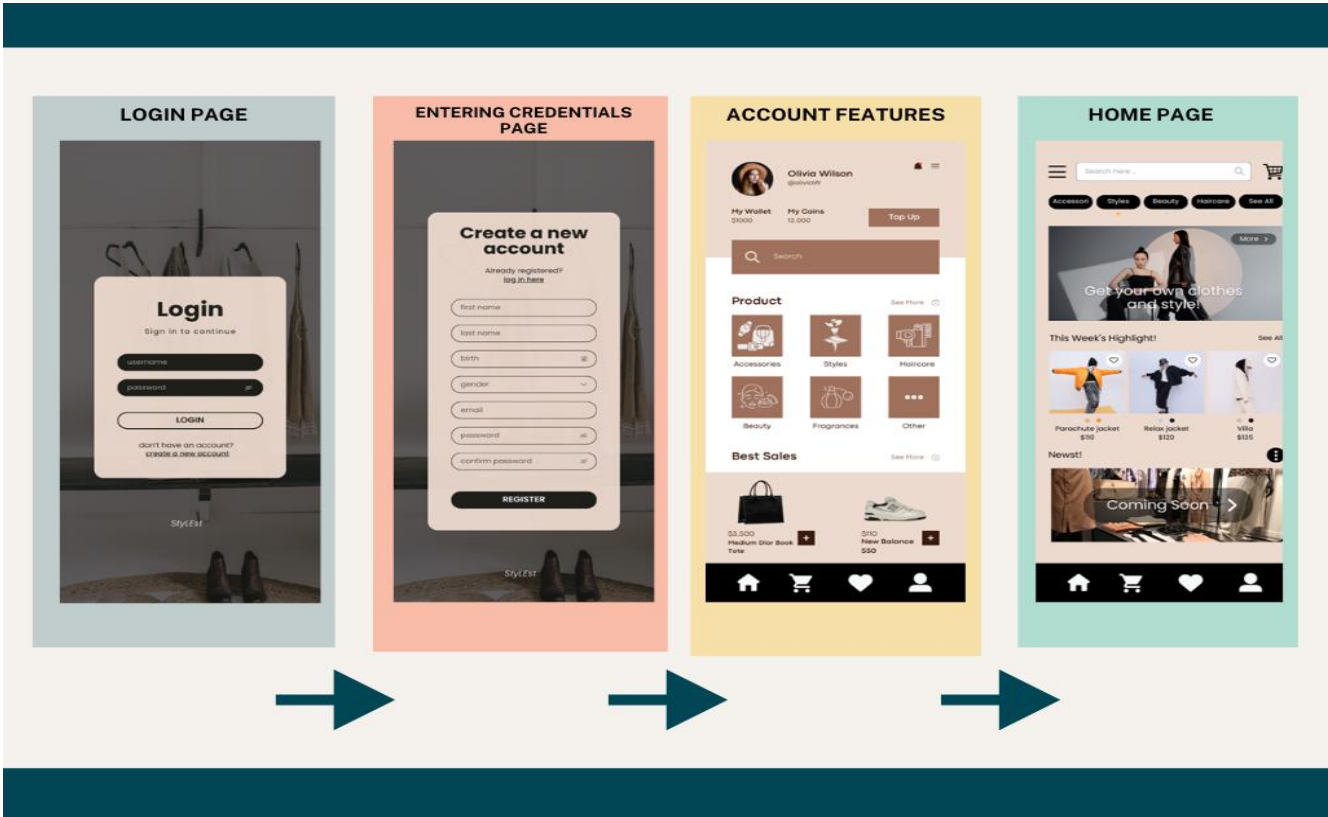 LOGIN PAGE
Login
Sign in to continue
username
password
LOGIN
don't have an account?
create a new account
StyLEst
ENTERING CREDENTIALS
PAGE
Create a new
account
Already registered?
log in here
first name
last name
birth
gender
email
password
confirm password
REGISTER
StyLEst
ACCOUNT FEATURES
Olivia Wilson
My Wallet My Coins
$1000 12,000
Top Up
Search
Product See More
Accessories Styles Haircare
Beauty Fragrances Other
Best Sales See More
$3,500
Medium Dior Book
Tote
$110
New Balance
550
HOME PAGE
Search here ..
Accessori Styles Beauty Haircare See All
More >
Get your own clothes
and style!
This Week's Highlight! See All
Parachute jacket Relax jacket Villa
$110 $120 $135
Newst!
Coming Soon